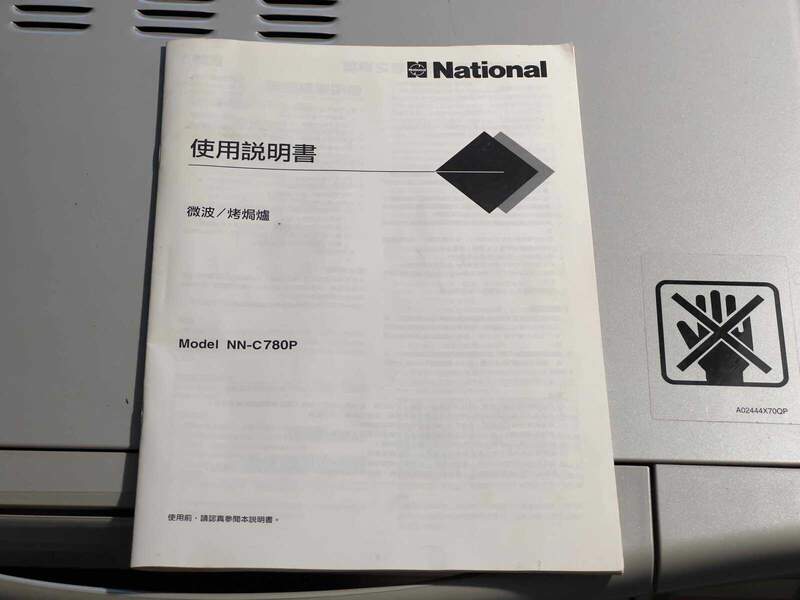 National
使用説明書
微波／烤焗爐
Model NN-C780P
A02444X70QP
使用前，請認真參閱本說明書。